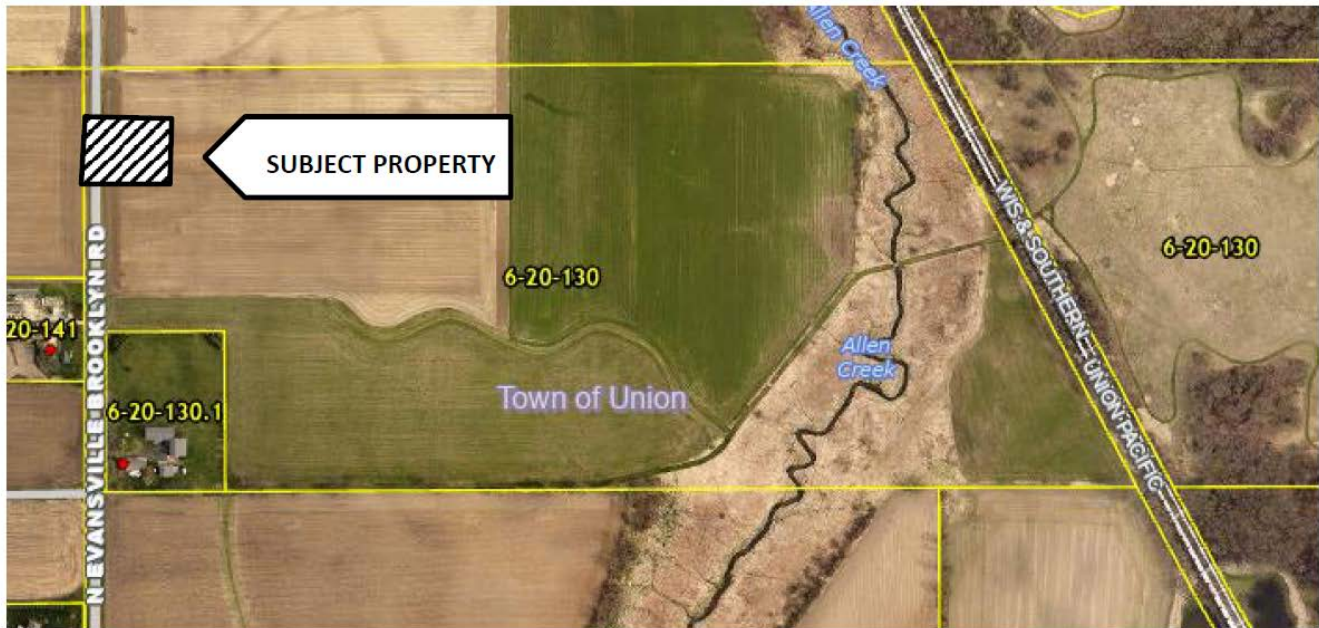 Allen Creek
SUBJECT PROPERTY
N EVANSVILLE BROOKLYN RD
6-20-130
WIS & SOUTHERN - UNION PACIFIC
6-20-130
20-141
Allen
Creek
Town of Union
6-20-130.1